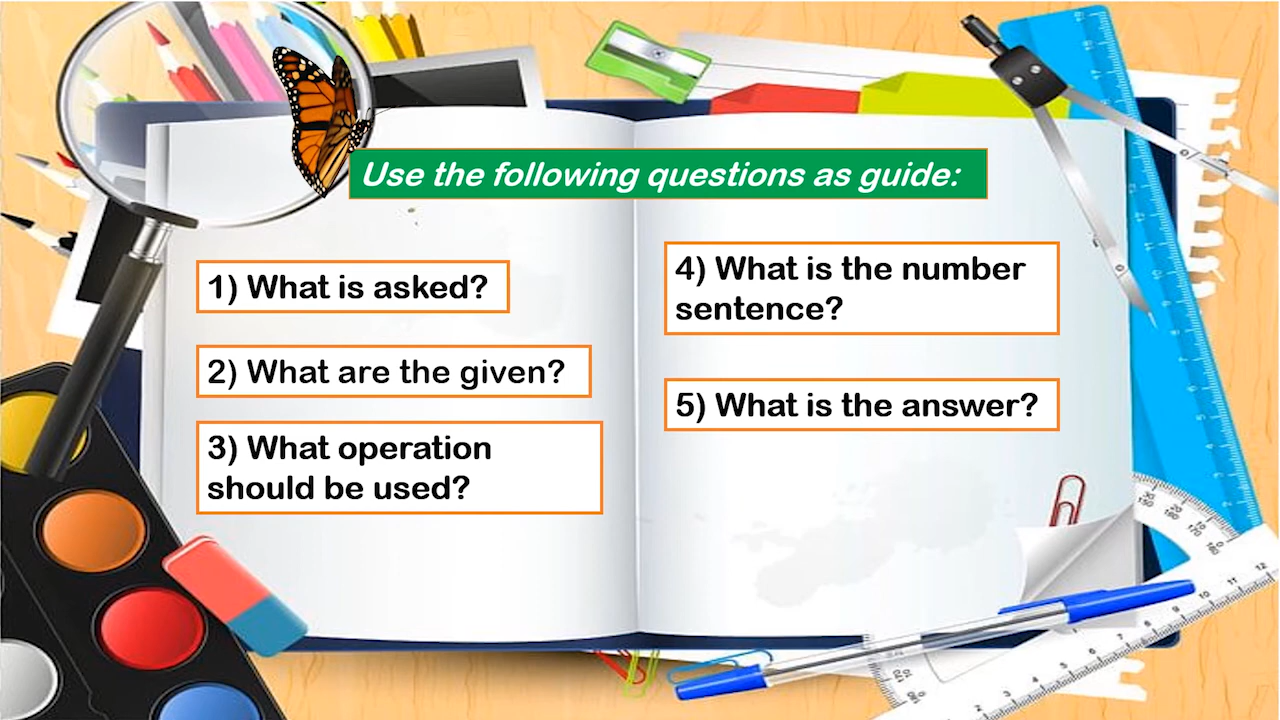 Use the following questions as guide:
1) What is asked?
2) What are the given?
3) What operation
should be used?
4) What is the number
sentence?
5) What is the answer?